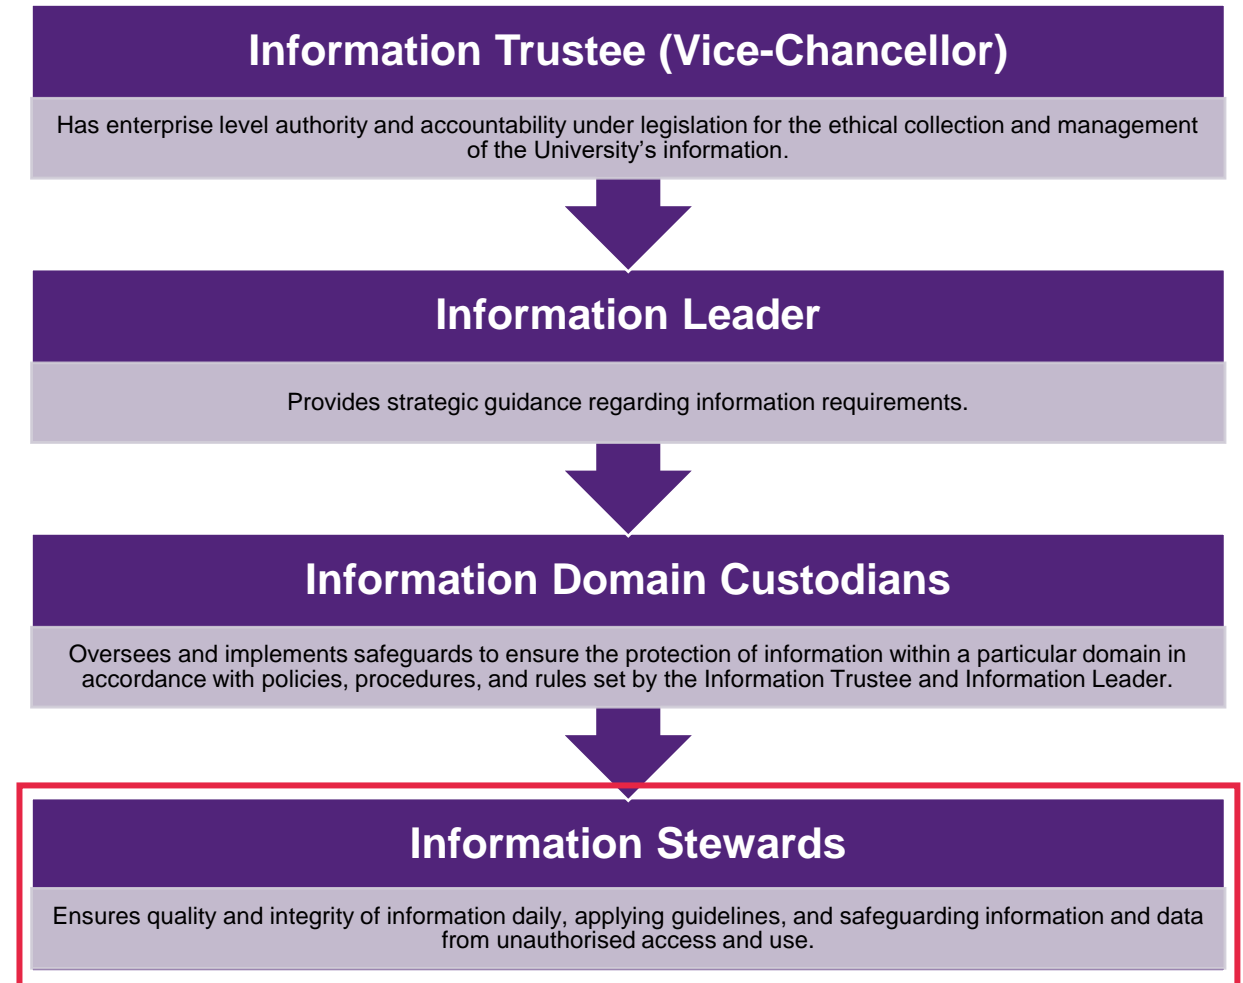 Information Trustee (Vice-Chancellor)
Has enterprise level authority and accountability under legislation for the ethical collection and management
of the University’s information.
Information Leader
Provides strategic guidance regarding information requirements.
Information Domain Custodians
Oversees and implements safeguards to ensure the protection of information within a particular domain in
accordance with policies, procedures, and rules set by the Information Trustee and Information Leader.
Information Stewards
Ensures quality and integrity of information daily, applying guidelines, and safeguarding information and data
from unauthorised access and use.